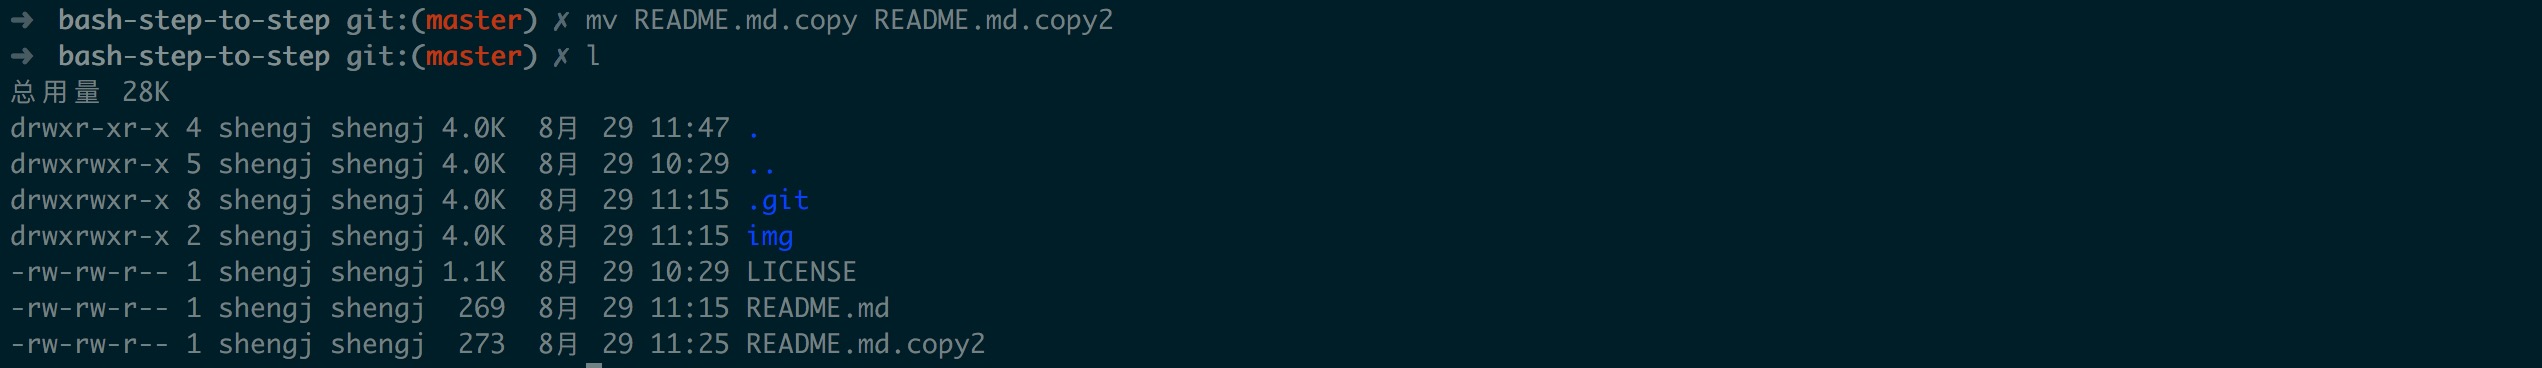 ➜  bash-step-to-step git:(master) ✗ mv README.md.copy README.md.copy2
➜  bash-step-to-step git:(master) ✗ l
总用量 28K
drwxr-xr-x 4 shengj shengj 4.0K  8月 29 11:47 .
drwxrwxr-x 5 shengj shengj 4.0K  8月 29 10:29 ..
drwxrwxr-x 8 shengj shengj 4.0K  8月 29 11:15 .git
drwxrwxr-x 2 shengj shengj 4.0K  8月 29 11:15 img
-rw-rw-r-- 1 shengj shengj 1.1K  8月 29 10:29 LICENSE
-rw-rw-r-- 1 shengj shengj  269  8月 29 11:15 README.md
-rw-rw-r-- 1 shengj shengj  273  8月 29 11:25 README.md.copy2